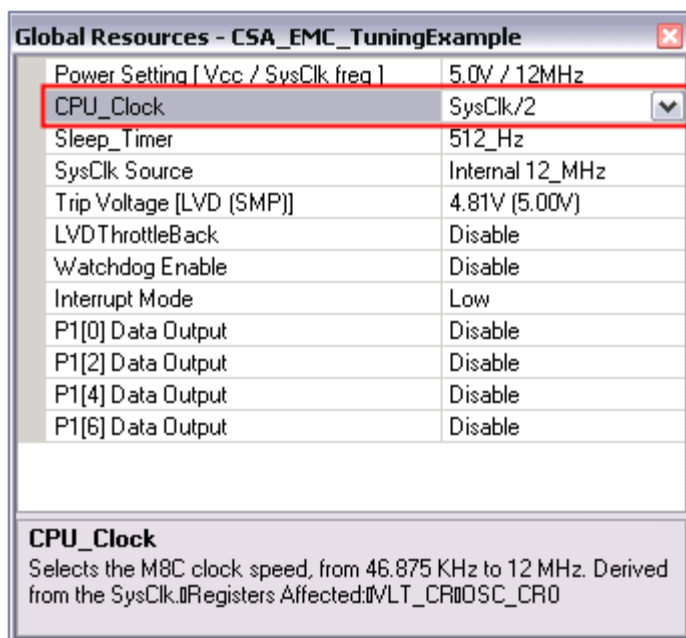 Global Resources - CSA_EMC_TuningExample
Power Setting [ Vcc / SysClk freq ] 5.0V / 12MHz
CPU_Clock SysClk/2
Sleep_Timer 512_Hz
SysClk Source Internal 12_MHz
Trip Voltage [LVD (SMP)] 4.81V (5.00V)
LVDThrottleBack Disable
Watchdog Enable Disable
Interrupt Mode Low
P1[0] Data Output Disable
P1[2] Data Output Disable
P1[4] Data Output Disable
P1[6] Data Output Disable
CPU_Clock
Selects the M8C clock speed, from 46.875 KHz to 12 MHz. Derived
from the SysClk.▯Registers Affected:▯VLT_CR▯OSC_CR0